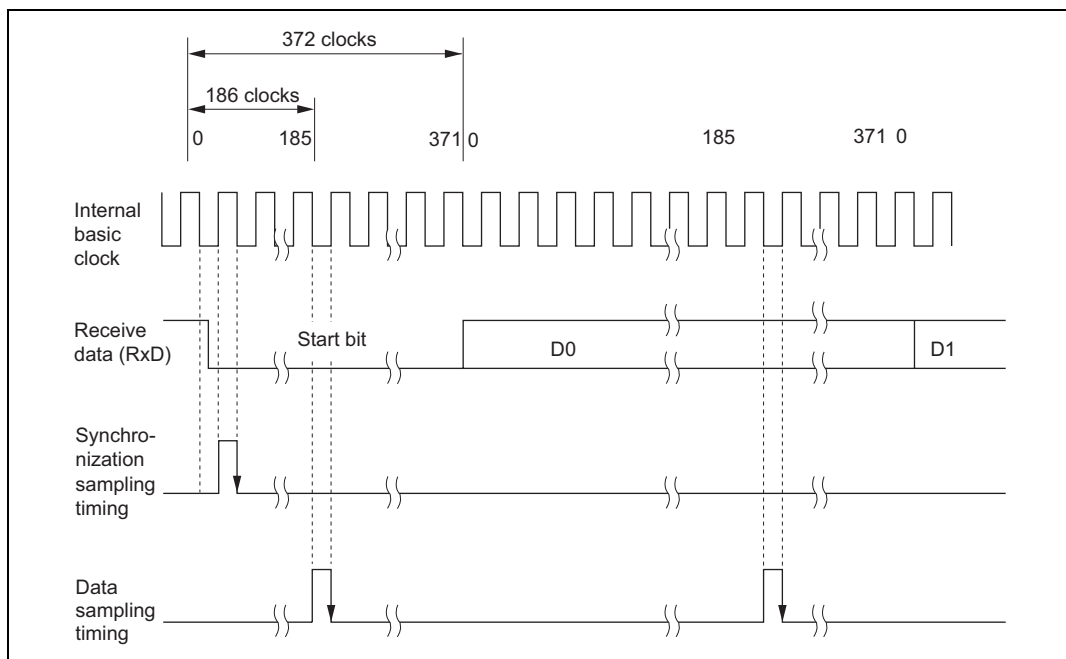 372 clocks
186 clocks
0 185 371 0 185 371 0
Internal
basic
clock
Receive
data (RxD)
Start bit
D0
D1
Synchro-
nization
sampling
timing
Data
sampling
timing